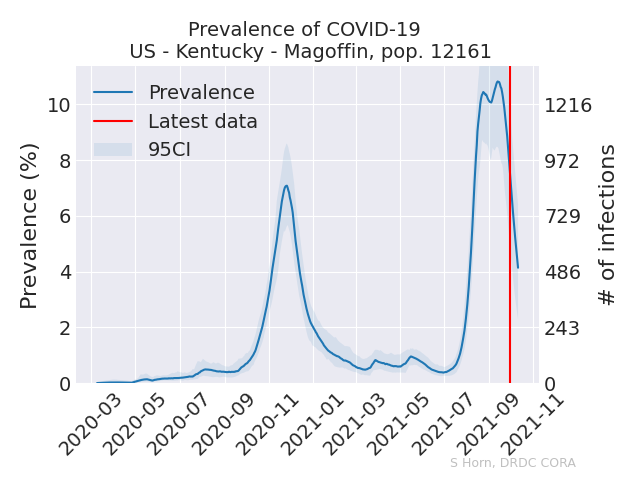 Prevalence of COVID-19
US - Kentucky - Magoffin, pop. 12161
Prevalence
Latest data
95CI
Prevalence (%)
10
8
6
4
2
0
1216
972
729
486
243
0
# of infections
2020-03
2020-05
2020-07
2020-09
2020-11
2021-01
2021-03
2021-05
2021-07
2021-09
2021-11
S Horn, DRDC CORA